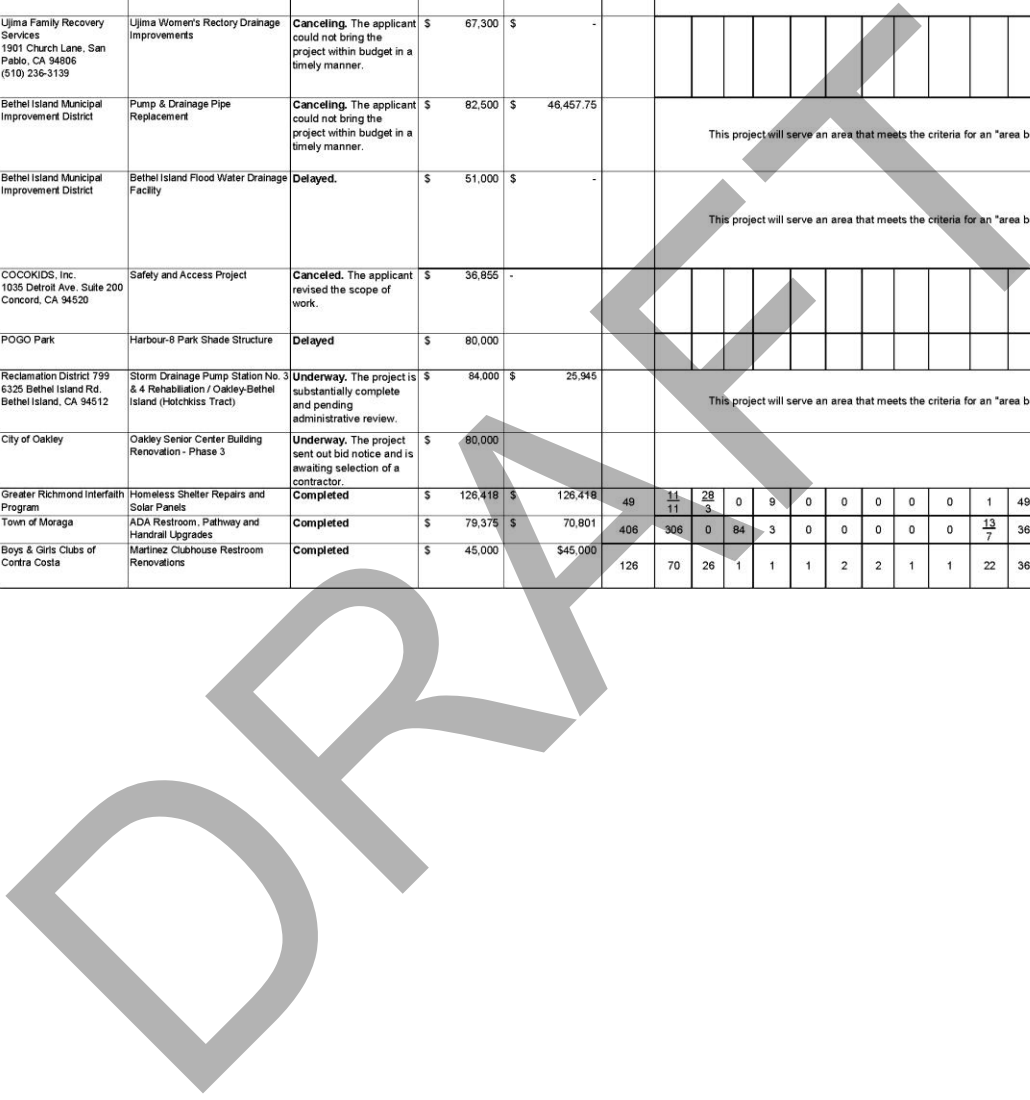 Ujima Family Recovery
Services
1901 Church Lane, San
Pablo, CA 94806
(510) 236-3139
Ujima Women's Rectory Drainage
Improvements
Canceling. The applicant
could not bring the
project within budget in a
timely manner.
$ 67,300
$ -
Bethel Island Municipal
Improvement District
Pump & Drainage Pipe
Replacement
Canceling. The applicant
could not bring the
project within budget in a
timely manner.
$ 82,500
$ 46,457.75
This project will serve an area that meets the criteria for an "area b
Bethel Island Municipal
Improvement District
Bethel Island Flood Water Drainage
Facility
Delayed.
$ 51,000
$ -
This project will serve an area that meets the criteria for an "area b
COCOKIDS, Inc.
1035 Detroit Ave. Suite 200
Concord, CA 94520
Safety and Access Project
Canceled. The applicant
revised the scope of
work.
$ 36,855
-
POGO Park
Harbour-8 Park Shade Structure
Delayed
$ 80,000
Reclamation District 799
6325 Bethel Island Rd.
Bethel Island, CA 94512
Storm Drainage Pump Station No. 3
& 4 Rehabiliation / Oakley-Bethel
Island (Hotchkiss Tract)
Underway. The project is
substantially complete
and pending
administrative review.
$ 84,000
$ 25,945
This project will serve an area that meets the criteria for an "area b
City of Oakley
Oakley Senior Center Building
Renovation - Phase 3
Underway. The project
sent out bid notice and is
awaiting selection of a
contractor.
$ 80,000
Greater Richmond Interfaith
Program
Homeless Shelter Repairs and
Solar Panels
Completed
$ 126,418
$ 126,418
49
11
11
28
3
0
9
0
0
0
0
0
1
49
Town of Moraga
ADA Restroom, Pathway and
Handrail Upgrades
Completed
$ 79,375
$ 70,801
406
306
0
84
3
0
0
0
0
0
13
7
36
Boys & Girls Clubs of
Contra Costa
Martinez Clubhouse Restroom
Renovations
Completed
$ 45,000
$45,000
126
70
26
1
1
1
2
2
1
1
22
36
DRAFT